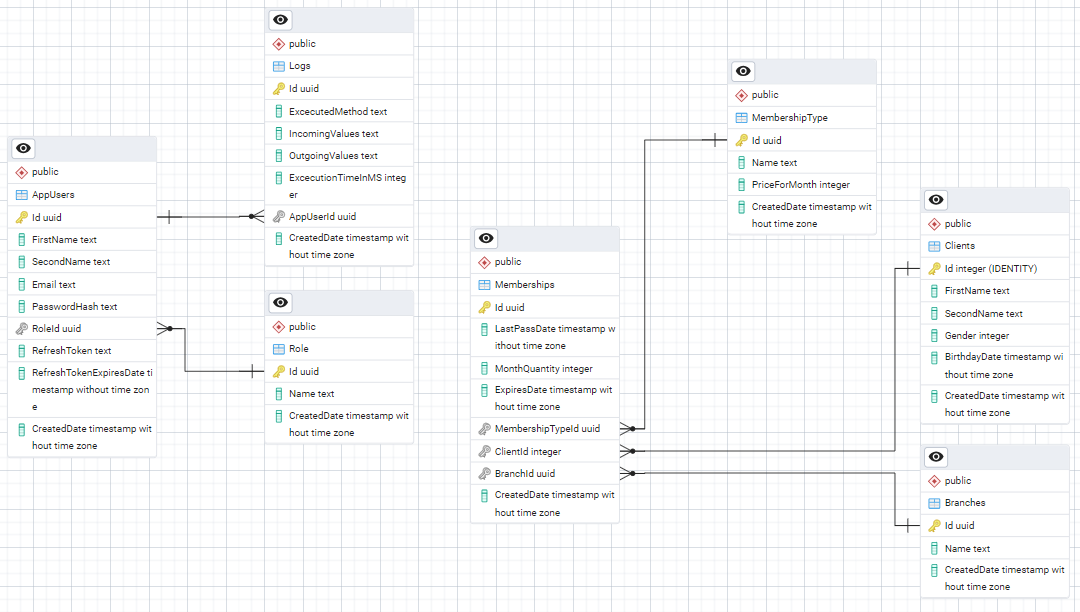 public
Logs
Id uuid
ExcecutedMethod text
IncomingValues text
OutgoingValues text
ExcecutionTimeInMS integ
er
AppUserId uuid
CreatedDate timestamp wit
hout time zone
public
AppUsers
Id uuid
FirstName text
SecondName text
Email text
PasswordHash text
RoleId uuid
RefreshToken text
RefreshTokenExpiresDate ti
mestamp without time zon
e
CreatedDate timestamp wit
hout time zone
public
Role
Id uuid
Name text
CreatedDate timestamp wit
hout time zone
public
Memberships
Id uuid
LastPassDate timestamp w
ithout time zone
MonthQuantity integer
ExpiresDate timestamp wit
hout time zone
MembershipTypeId uuid
ClientId integer
BranchId uuid
CreatedDate timestamp wit
hout time zone
public
MembershipType
Id uuid
Name text
PriceForMonth integer
CreatedDate timestamp wit
hout time zone
public
Clients
Id integer (IDENTITY)
FirstName text
SecondName text
Gender integer
BirthdayDate timestamp wi
thout time zone
CreatedDate timestamp wit
hout time zone
public
Branches
Id uuid
Name text
CreatedDate timestamp wit
hout time zone